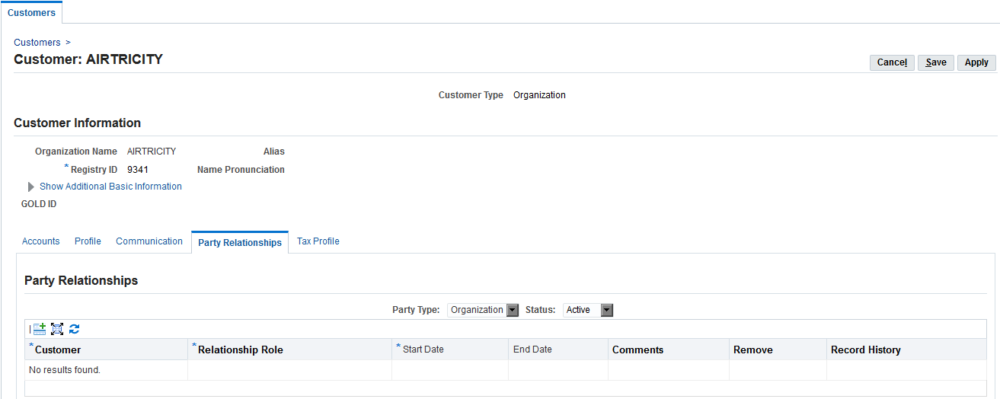 Customers
Customers >
Customer: AIRTRICITY
Cancel Save Apply
Customer Type Organization
Customer Information
Organization Name AIRTRICITY Alias
* Registry ID 9341 Name Pronunciation
Show Additional Basic Information
GOLD ID
Accounts Profile Communication Party Relationships Tax Profile
Party Relationships
Party Type: Organization Status: Active
* Customer * Relationship Role * Start Date End Date Comments Remove Record History
No results found.